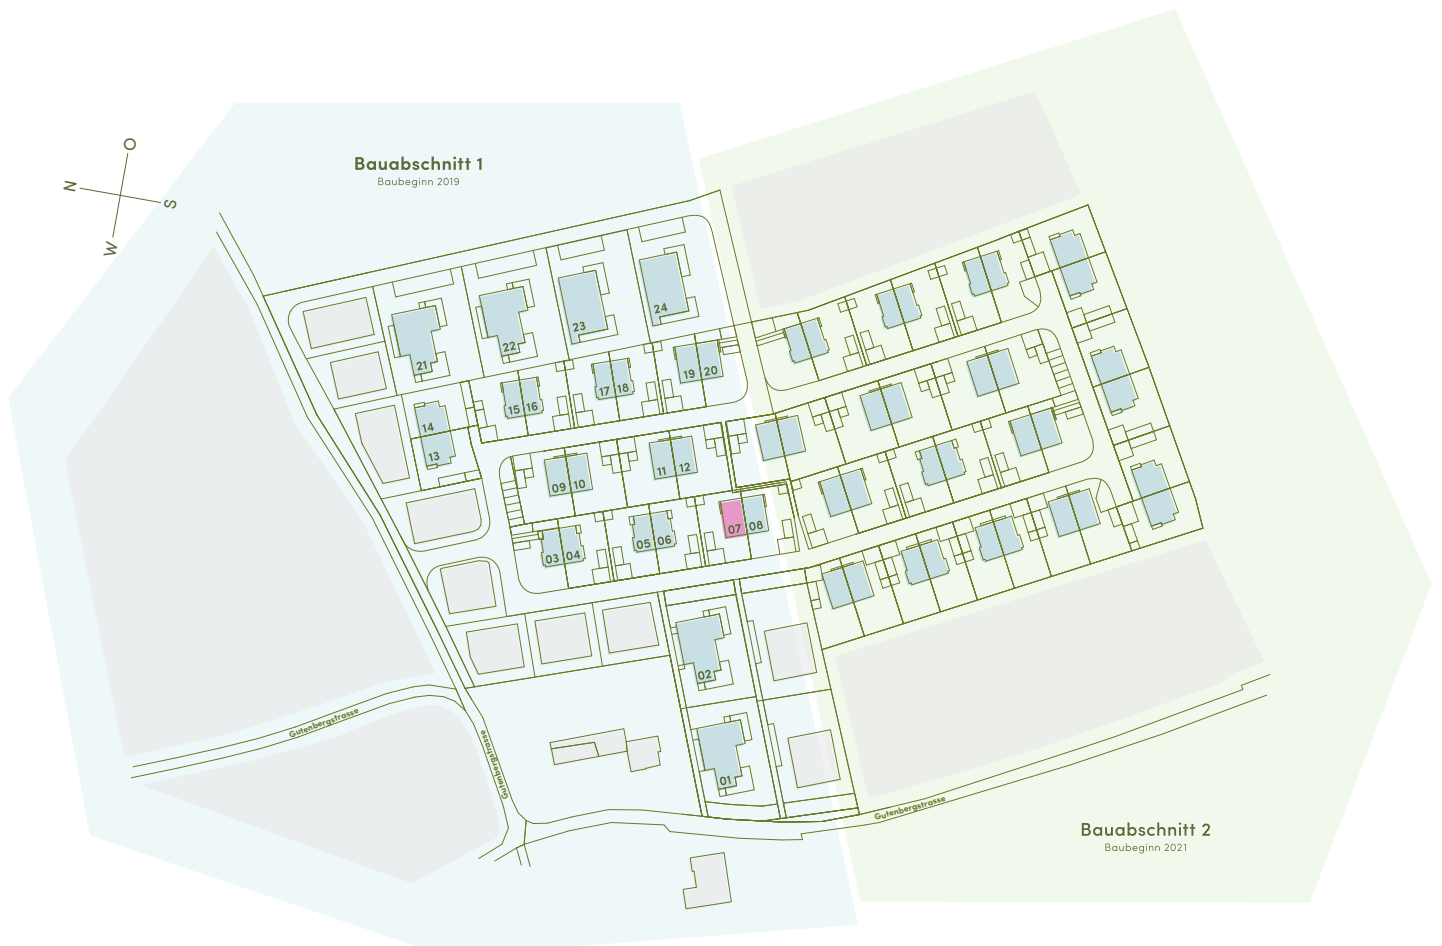 O
N
S
W
Bauabschnitt 1
Baubeginn 2019
24
23
22
21
19 20
17 18
15 16
14
13
11 12
09 10
07 08
05 06
03 04
02
01
Gutenbergstrasse
Gutenbergstrasse
Gutenbergstrasse
Bauabschnitt 2
Baubeginn 2021